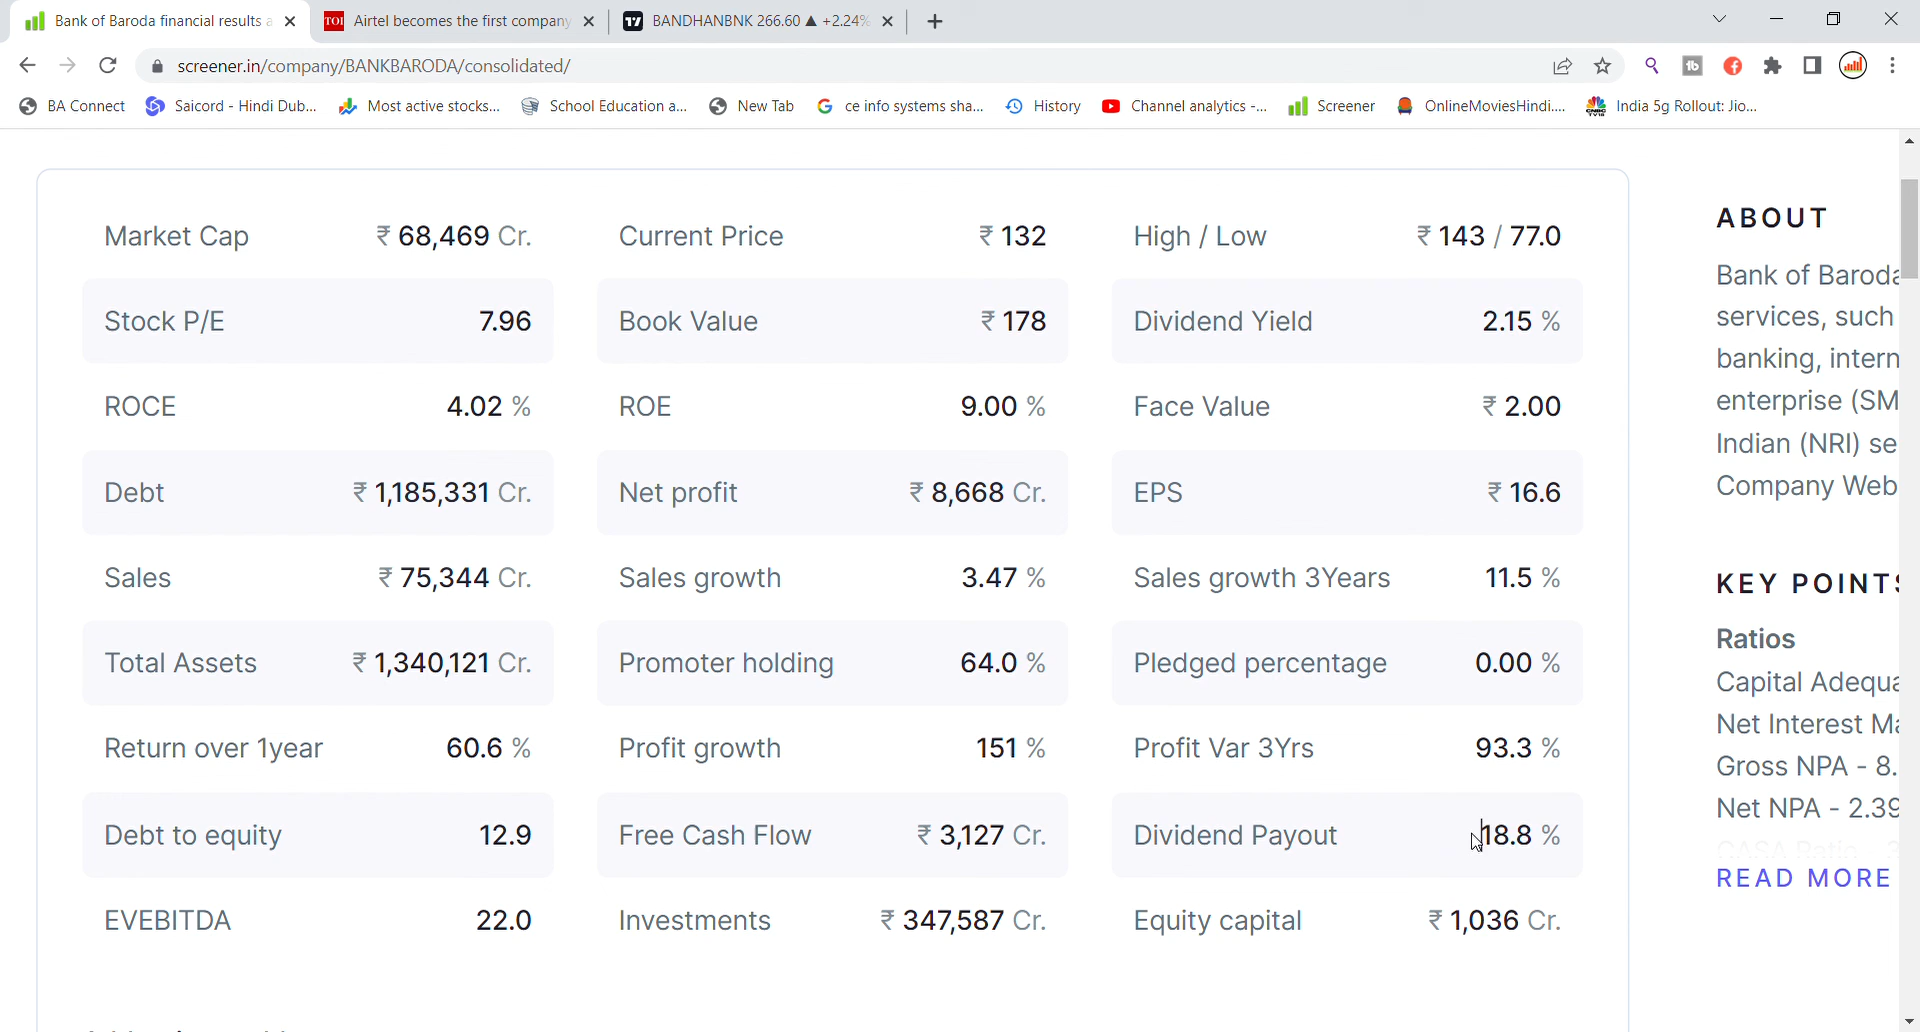 Bank of Baroda financial results a
Airtel becomes the first company
BANDHANBNK 266.60 ▲ +2.24%
screener.in/company/BANKBARODA/consolidated/
BA Connect
Saicord - Hindi Dub...
Most active stocks...
School Education a...
New Tab
ce info systems sha...
History
Channel analytics -...
Screener
OnlineMoviesHindi....
India 5g Rollout: Jio...
Market Cap ₹ 68,469 Cr.
Current Price ₹ 132
High / Low ₹ 143 / 77.0
Stock P/E 7.96
Book Value ₹ 178
Dividend Yield 2.15 %
ROCE 4.02 %
ROE 9.00 %
Face Value ₹ 2.00
Debt ₹ 1,185,331 Cr.
Net profit ₹ 8,668 Cr.
EPS ₹ 16.6
Sales ₹ 75,344 Cr.
Sales growth 3.47 %
Sales growth 3Years 11.5 %
Total Assets ₹ 1,340,121 Cr.
Promoter holding 64.0 %
Pledged percentage 0.00 %
Return over 1year 60.6 %
Profit growth 151 %
Profit Var 3Yrs 93.3 %
Debt to equity 12.9
Free Cash Flow ₹ 3,127 Cr.
Dividend Payout 18.8 %
EVEBITDA 22.0
Investments ₹ 347,587 Cr.
Equity capital ₹ 1,036 Cr.
ABOUT
Bank of Baroda
services, such
banking, intern
enterprise (SM
Indian (NRI) se
Company Web
KEY POINTS
Ratios
Capital Adequa
Net Interest Ma
Gross NPA - 8.
Net NPA - 2.39
CASA Ratio
READ MORE